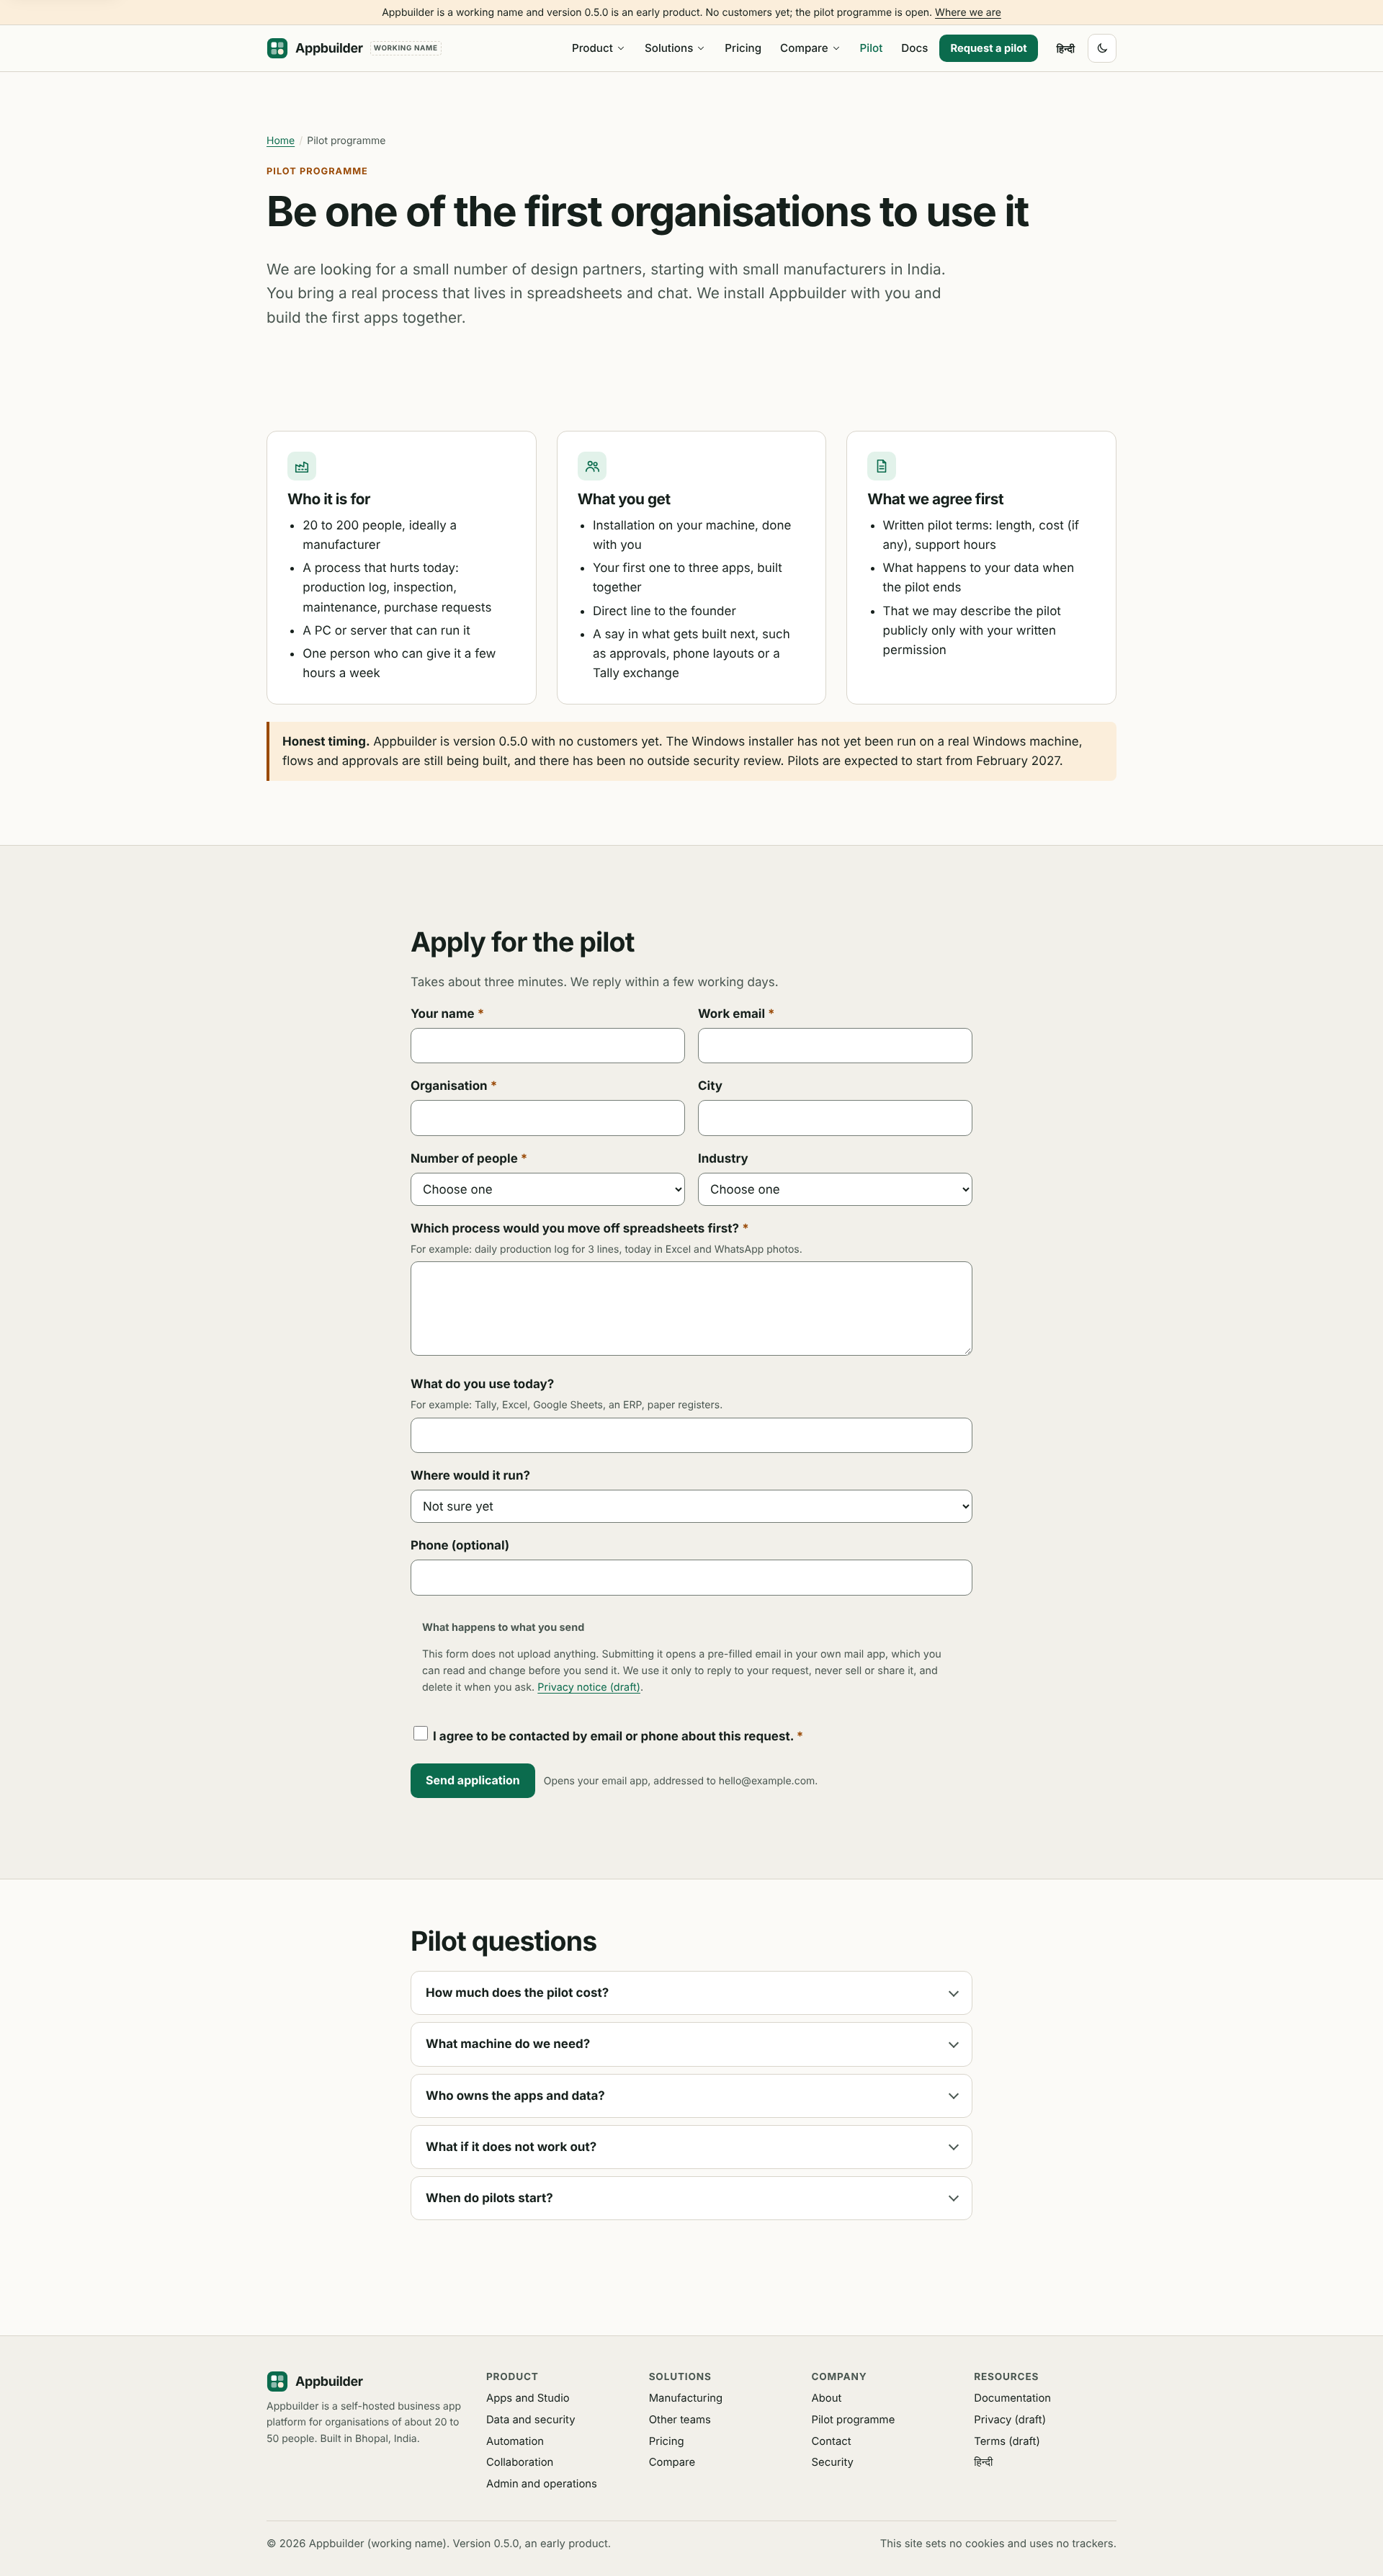 Appbuilder is a working name and version 0.5.0 is an early product. No customers yet; the pilot programme is open. Where we are
Appbuilder WORKING NAME Product Solutions Pricing Compare Pilot Docs Request a pilot हिन्दी
Home / Pilot programme
PILOT PROGRAMME
Be one of the first organisations to use it
We are looking for a small number of design partners, starting with small manufacturers in India.
You bring a real process that lives in spreadsheets and chat. We install Appbuilder with you and
build the first apps together.
Who it is for
• 20 to 200 people, ideally a
manufacturer
• A process that hurts today:
production log, inspection,
maintenance, purchase requests
• A PC or server that can run it
• One person who can give it a few
hours a week
What you get
• Installation on your machine, done
with you
• Your first one to three apps, built
together
• Direct line to the founder
• A say in what gets built next, such
as approvals, phone layouts or a
Tally exchange
What we agree first
• Written pilot terms: length, cost (if
any), support hours
• What happens to your data when
the pilot ends
• That we may describe the pilot
publicly only with your written
permission
Honest timing. Appbuilder is version 0.5.0 with no customers yet. The Windows installer has not yet been run on a real Windows machine,
flows and approvals are still being built, and there has been no outside security review. Pilots are expected to start from February 2027.
Apply for the pilot
Takes about three minutes. We reply within a few working days.
Your name * Work email *
Organisation * City
Number of people * Industry
Choose one Choose one
Which process would you move off spreadsheets first? *
For example: daily production log for 3 lines, today in Excel and WhatsApp photos.
What do you use today?
For example: Tally, Excel, Google Sheets, an ERP, paper registers.
Where would it run?
Not sure yet
Phone (optional)
What happens to what you send
This form does not upload anything. Submitting it opens a pre-filled email in your own mail app, which you
can read and change before you send it. We use it only to reply to your request, never sell or share it, and
delete it when you ask. Privacy notice (draft).
I agree to be contacted by email or phone about this request. *
Send application Opens your email app, addressed to hello@example.com.
Pilot questions
How much does the pilot cost?
What machine do we need?
Who owns the apps and data?
What if it does not work out?
When do pilots start?
Appbuilder
Appbuilder is a self-hosted business app
platform for organisations of about 20 to
50 people. Built in Bhopal, India.
PRODUCT
Apps and Studio
Data and security
Automation
Collaboration
Admin and operations
SOLUTIONS
Manufacturing
Other teams
Pricing
Compare
COMPANY
About
Pilot programme
Contact
Security
RESOURCES
Documentation
Privacy (draft)
Terms (draft)
हिन्दी
© 2026 Appbuilder (working name). Version 0.5.0, an early product. This site sets no cookies and uses no trackers.